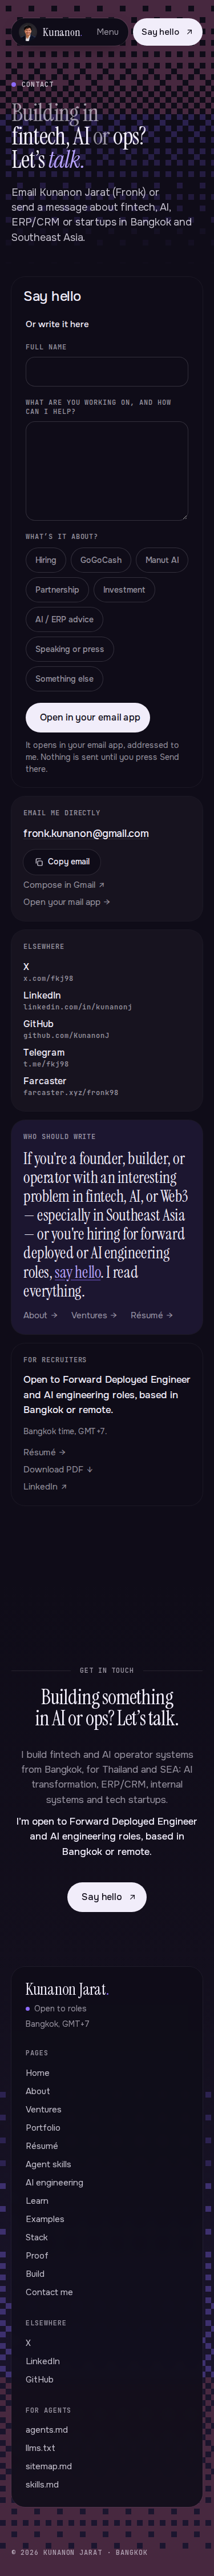 Kunanon.
Menu
Say hello ↗
CONTACT
Building in
fintech, AI or ops?
Let's talk.
Email Kunanon Jarat (Fronk) or
send a message about fintech, AI,
ERP/CRM or startups in Bangkok and
Southeast Asia.
Say hello
Or write it here
FULL NAME
WHAT ARE YOU WORKING ON, AND HOW
CAN I HELP?
WHAT'S IT ABOUT?
Hiring
GoGoCash
Manut AI
Partnership
Investment
AI / ERP advice
Speaking or press
Something else
Open in your email app
It opens in your email app, addressed to
me. Nothing is sent until you press Send
there.
EMAIL ME DIRECTLY
fronk.kunanon@gmail.com
Copy email
Compose in Gmail ↗
Open your mail app →
ELSEWHERE
X
x.com/fkj98
LinkedIn
linkedin.com/in/kunanonj
GitHub
github.com/KunanonJ
Telegram
t.me/fkj98
Farcaster
farcaster.xyz/fronk98
WHO SHOULD WRITE
If you're a founder, builder, or
operator with an interesting
problem in fintech, AI, or Web3
— especially in Southeast Asia
— or you're hiring for forward
deployed or AI engineering
roles, say hello. I read
everything.
About →
Ventures →
Résumé →
FOR RECRUITERS
Open to Forward Deployed Engineer
and AI engineering roles, based in
Bangkok or remote.
Bangkok time, GMT+7.
Résumé →
Download PDF ↓
LinkedIn ↗
GET IN TOUCH
Building something
in AI or ops? Let's talk.
I build fintech and AI operator systems
from Bangkok, for Thailand and SEA: AI
transformation, ERP/CRM, internal
systems and tech startups.
I'm open to Forward Deployed Engineer
and AI engineering roles, based in
Bangkok or remote.
Say hello ↗
Kunanon Jarat.
Open to roles
Bangkok, GMT+7
PAGES
Home
About
Ventures
Portfolio
Résumé
Agent skills
AI engineering
Learn
Examples
Stack
Proof
Build
Contact me
ELSEWHERE
X
LinkedIn
GitHub
FOR AGENTS
agents.md
llms.txt
sitemap.md
skills.md
© 2026 KUNANON JARAT · BANGKOK